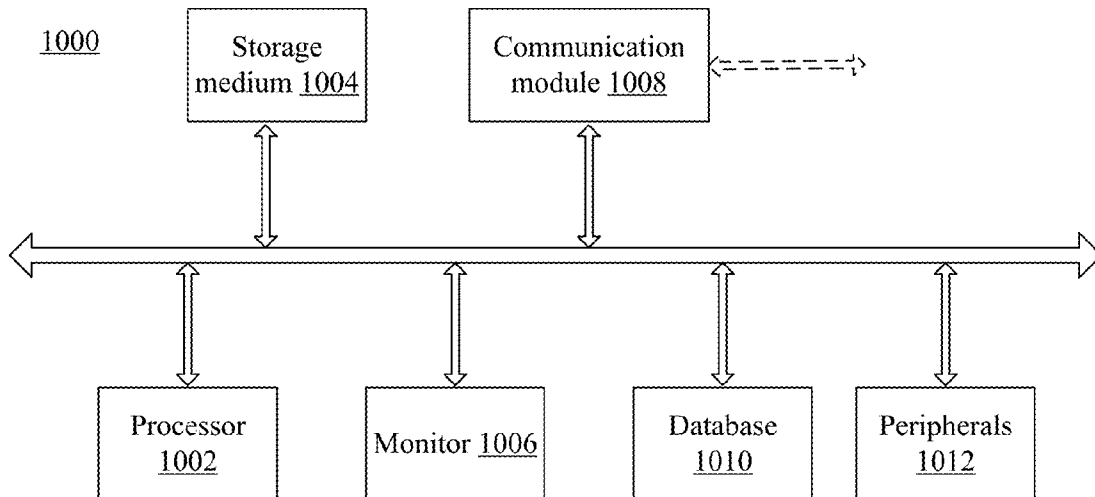 1000
Storage
medium 1004
Communication
module 1008
Processor
1002
Monitor 1006
Database
1010
Peripherals
1012